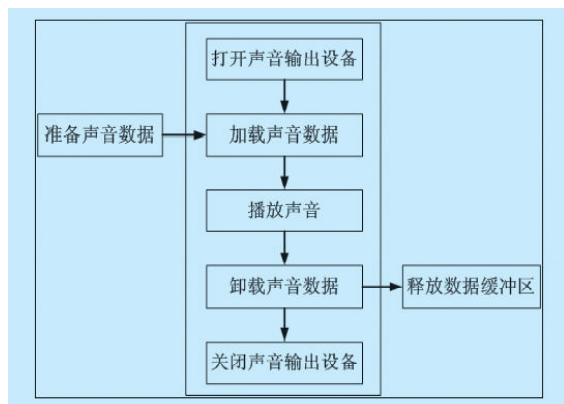 打开声音输出设备
准备声音数据
加载声音数据
播放声音
卸载声音数据
释放数据缓冲区
关闭声音输出设备